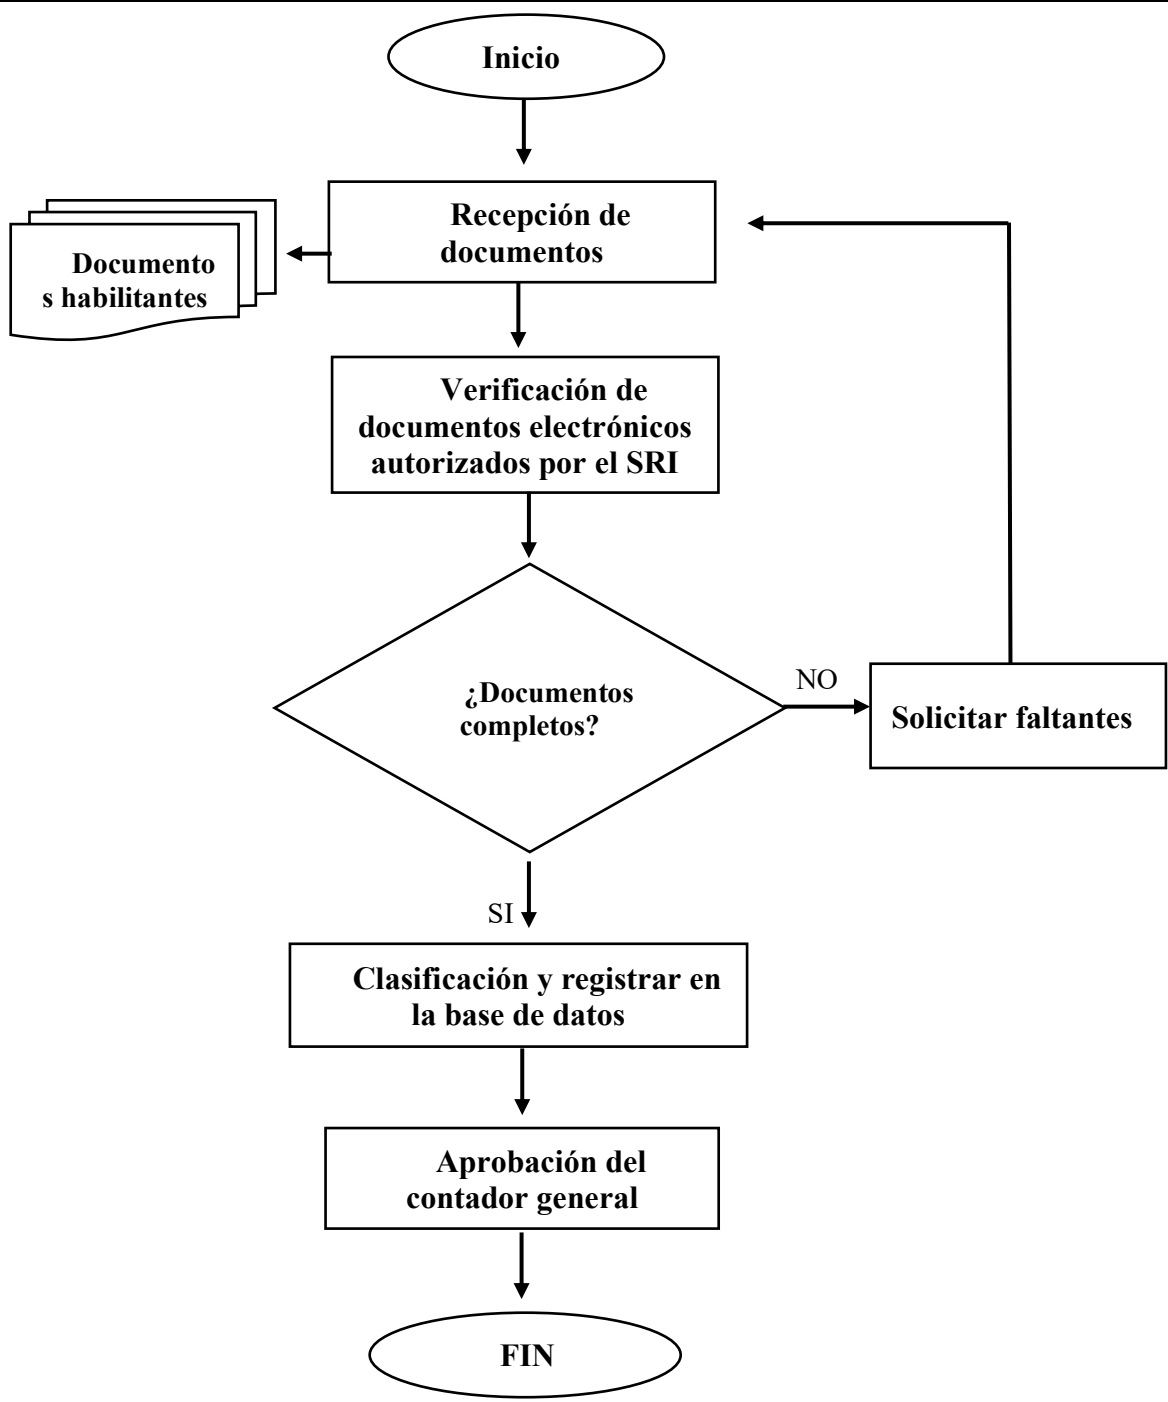 Inicio
Recepción de
documentos
Documento
s habilitantes
Verificación de
documentos electrónicos
autorizados por el SRI
¿Documentos
completos?
NO
Solicitar faltantes
SI
Clasificación y registrar en
la base de datos
Aprobación del
contador general
FIN